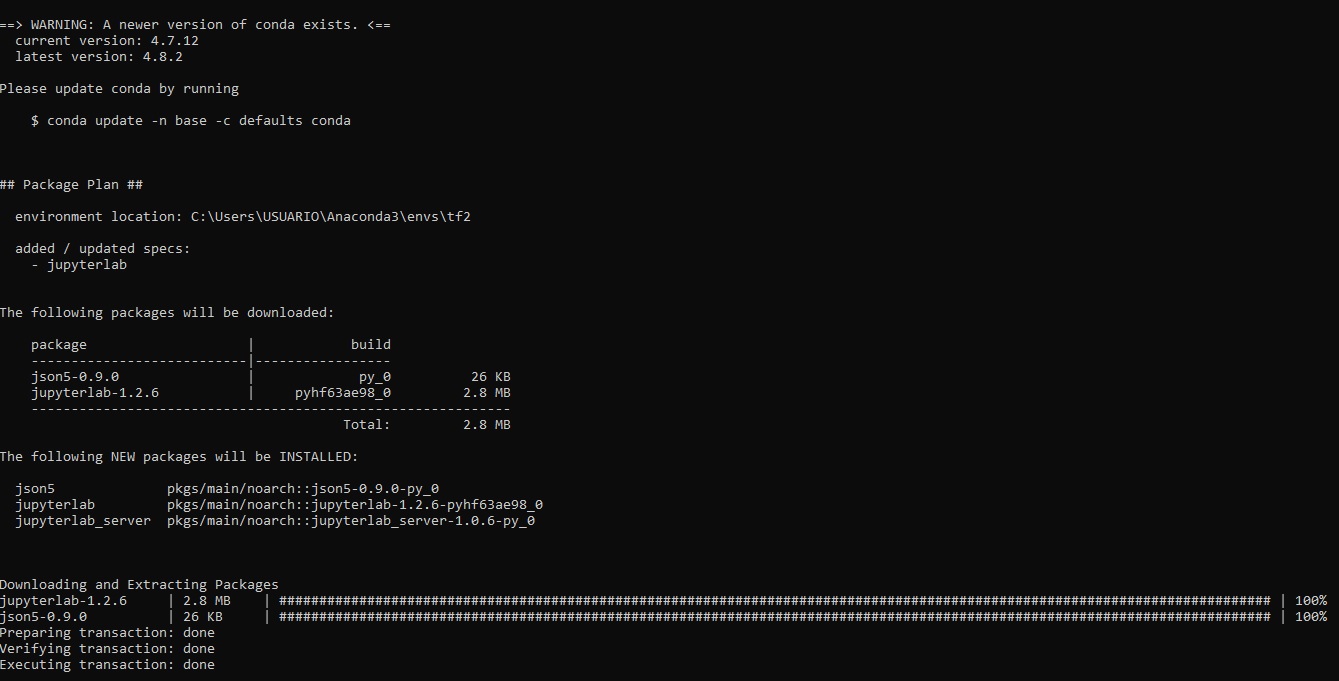 ==> WARNING: A newer version of conda exists. <==
  current version: 4.7.12
  latest version: 4.8.2

Please update conda by running

    $ conda update -n base -c defaults conda

## Package Plan ##

  environment location: C:\Users\USUARIO\Anaconda3\envs\tf2

  added / updated specs:
    - jupyterlab

The following packages will be downloaded:

    package                    |            build
    ---------------------------|-----------------
    json5-0.9.0                |             py_0          26 KB
    jupyterlab-1.2.6           |     pyhf63ae98_0         2.8 MB
    ------------------------------------------------------------
                                           Total:         2.8 MB

The following NEW packages will be INSTALLED:

  json5              pkgs/main/noarch::json5-0.9.0-py_0
  jupyterlab         pkgs/main/noarch::jupyterlab-1.2.6-pyhf63ae98_0
  jupyterlab_server  pkgs/main/noarch::jupyterlab_server-1.0.6-py_0

Downloading and Extracting Packages
jupyterlab-1.2.6     | 2.8 MB    | ############################################################################################################################ | 100%
json5-0.9.0          | 26 KB     | ############################################################################################################################ | 100%
Preparing transaction: done
Verifying transaction: done
Executing transaction: done